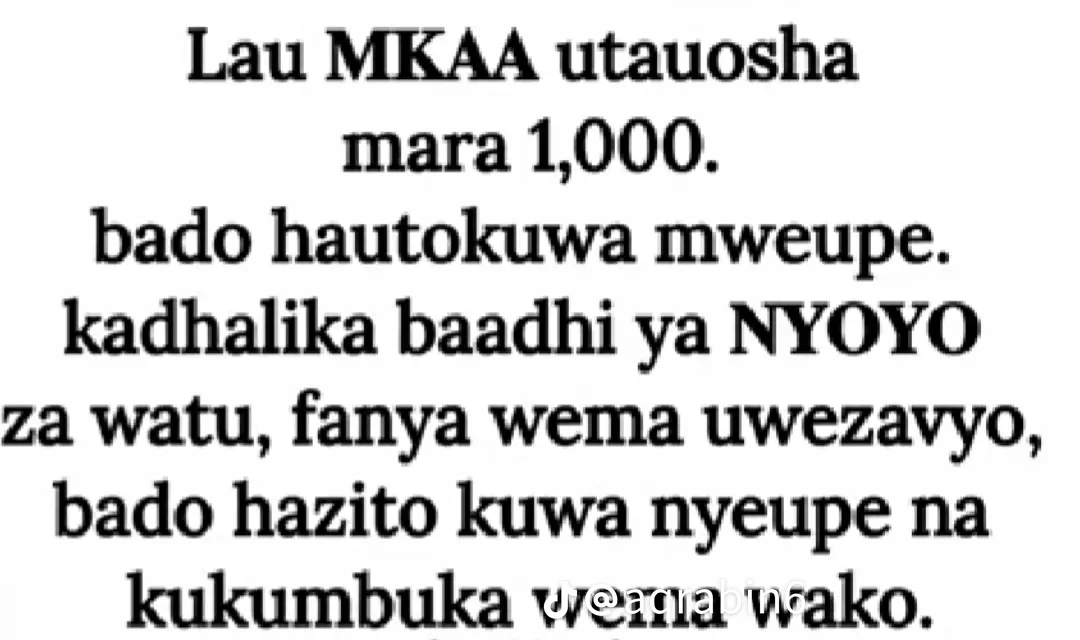 Lau MKAA utauosha
mara 1,000.
bado hautokuwa mweupe.
kadhalika baadhi ya NYOYO
za watu, fanya wema uwezavyo,
bado hazito kuwa nyeupe na
kukumbuka wema wako.